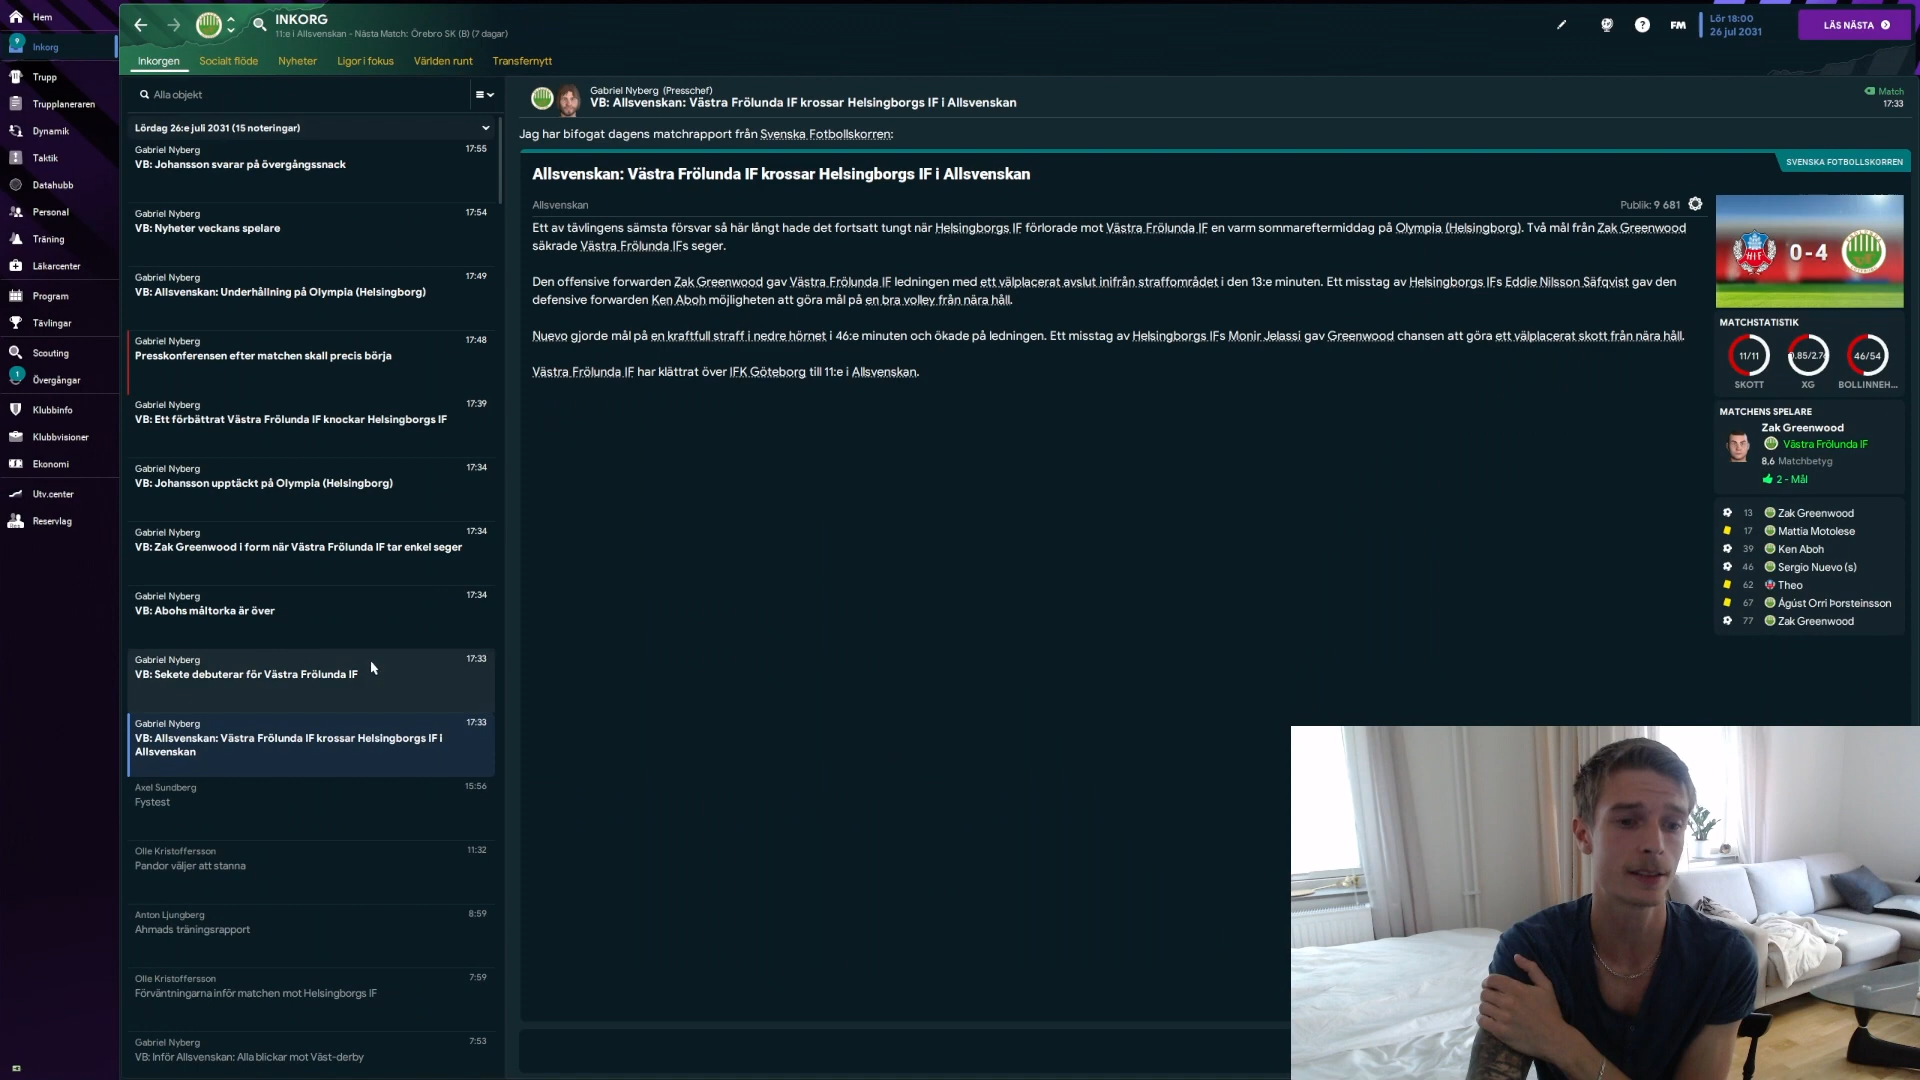 Hem
Inkorg
Trupp
Trupplaneraren
Dynamik
Taktik
Datahubb
Personal
Träning
Läkarcenter
Program
Tävlingar
Scouting
1
Övergångar
Klubbinfo
Klubbvisioner
Ekonomi
Utv.center
Reservlag
INKORG
11:e i Allsvenskan - Nästa Match: Örebro SK (B) (7 dagar)
?
FM
Lör 18:00
26 jul 2031
LÄS NÄSTA
Inkorgen
Socialt flöde
Nyheter
Ligor i fokus
Världen runt
Transfernytt
Alla objekt
Lördag 26:e juli 2031 (15 noteringar)
Gabriel Nyberg 17:55
VB: Johansson svarar på övergångssnack
Gabriel Nyberg 17:54
VB: Nyheter veckans spelare
Gabriel Nyberg 17:49
VB: Allsvenskan: Underhållning på Olympia (Helsingborg)
Gabriel Nyberg 17:48
Presskonferensen efter matchen skall precis börja
Gabriel Nyberg 17:39
VB: Ett förbättrat Västra Frölunda IF knockar Helsingborgs IF
Gabriel Nyberg 17:34
VB: Johansson upptäckt på Olympia (Helsingborg)
Gabriel Nyberg 17:34
VB: Zak Greenwood i form när Västra Frölunda IF tar enkel seger
Gabriel Nyberg 17:34
VB: Abohs måltorka är över
Gabriel Nyberg 17:33
VB: Sekete debuterar för Västra Frölunda IF
Gabriel Nyberg 17:33
VB: Allsvenskan: Västra Frölunda IF krossar Helsingborgs IF i
Allsvenskan
Axel Sundberg 15:56
Fystest
Olle Kristoffersson 11:32
Pandor väljer att stanna
Anton Ljungberg 8:59
Ahmads träningsrapport
Olle Kristoffersson 7:59
Förväntningarna inför matchen mot Helsingborgs IF
Gabriel Nyberg 7:53
VB: Inför Allsvenskan: Alla blickar mot Väst-derby
Gabriel Nyberg (Presschef)
VB: Allsvenskan: Västra Frölunda IF krossar Helsingborgs IF i Allsvenskan
Match
17:33
Jag har bifogat dagens matchrapport från Svenska Fotbollskorren:
SVENSKA FOTBOLLSKORREN
Allsvenskan: Västra Frölunda IF krossar Helsingborgs IF i Allsvenskan
Allsvenskan
Publik: 9 681
Ett av tävlingens sämsta försvar så här långt hade det fortsatt tungt när Helsingborgs IF förlorade mot Västra Frölunda IF en varm sommareftermiddag på Olympia (Helsingborg). Två mål från Zak Greenwood
säkrade Västra Frölunda IFs seger.
Den offensive forwarden Zak Greenwood gav Västra Frölunda IF ledningen med ett välplacerat avslut inifrån straffområdet i den 13:e minuten. Ett misstag av Helsingborgs IFs Eddie Nilsson Säfqvist gav den
defensive forwarden Ken Aboh möjligheten att göra mål på en bra volley från nära håll.
Nuevo gjorde mål på en kraftfull straff i nedre hörnet i 46:e minuten och ökade på ledningen. Ett misstag av Helsingborgs IFs Monir Jelassi gav Greenwood chansen att göra ett välplacerat skott från nära håll.
Västra Frölunda IF har klättrat över IFK Göteborg till 11:e i Allsvenskan.
HIF
0-4
MATCHSTATISTIK
11/11
46/54
SKOTT
XG
BOLLINNEH...
MATCHENS SPELARE
Zak Greenwood
Västra Frölunda IF
8.6 Matchbetyg
2 - Mål
13 Zak Greenwood
17 Mattia Motolese
39 Ken Aboh
46 Sergio Nuevo (s)
62 Theo
67 Ágúst Orri Þorsteinsson
77 Zak Greenwood